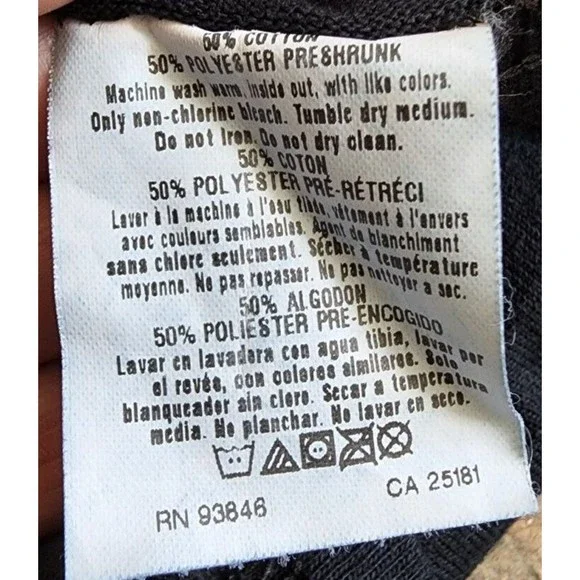 50% COTTON
50% POLYESTER PRESHRUNK
Machine wash warm, inside out, with like colors.
Only non-chlorine bleach. Tumble dry medium.
Do not iron. Do not dry clean.
50% COTON
50% POLYESTER PRÉ-RÉTRÉCI
Laver à la machine à l'eau tiède, vêtement à l'envers
avec couleurs semblables. Agent de blanchiment
sans chlore seulement. Sécher à température
moyenne. Ne pas repasser. Ne pas nettoyer a sec.
50% ALGODON
50% POLIESTER PRE-ENCOGIDO
Lavar en lavadera con agua tibia, lavar por
el revés, con colores similares. Solo
blanqueador sin cloro. Secar a temperatura
media. No planchar. No lavar en seco.
RN 93846
CA 25181